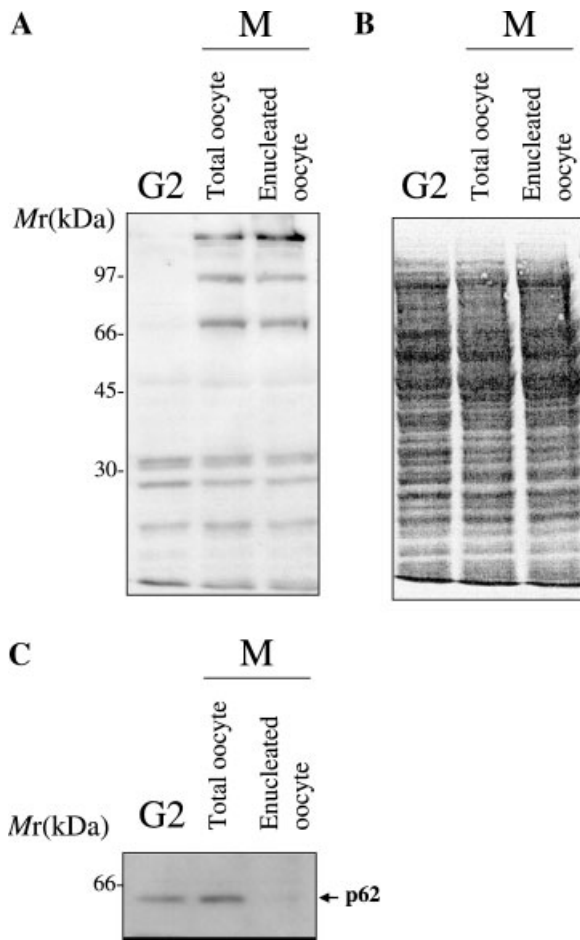 A
M
Total oocyte
Enucleated
oocyte
G2
Mr(kDa)
97-
66-
45-
30-
B
M
Total oocyte
Enucleated
oocyte
G2
C
M
Total oocyte
Enucleated
oocyte
G2
Mr(kDa)
66-
p62